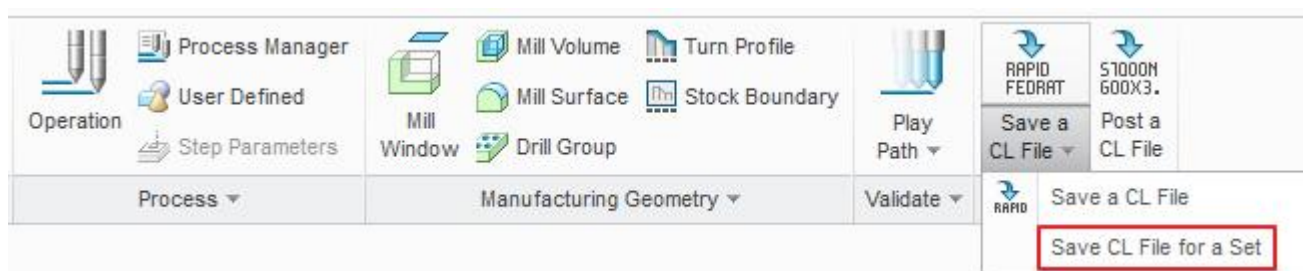 Operation
Process Manager
User Defined
Step Parameters
Process
Mill
Window
Mill Volume
Mill Surface
Drill Group
Turn Profile
Stock Boundary
Manufacturing Geometry
Play
Path
Validate
RAPID
FEDRAT
Save a
CL File
S1000M
G00X3.
Post a
CL File
RAPID
Save a CL File
Save CL File for a Set